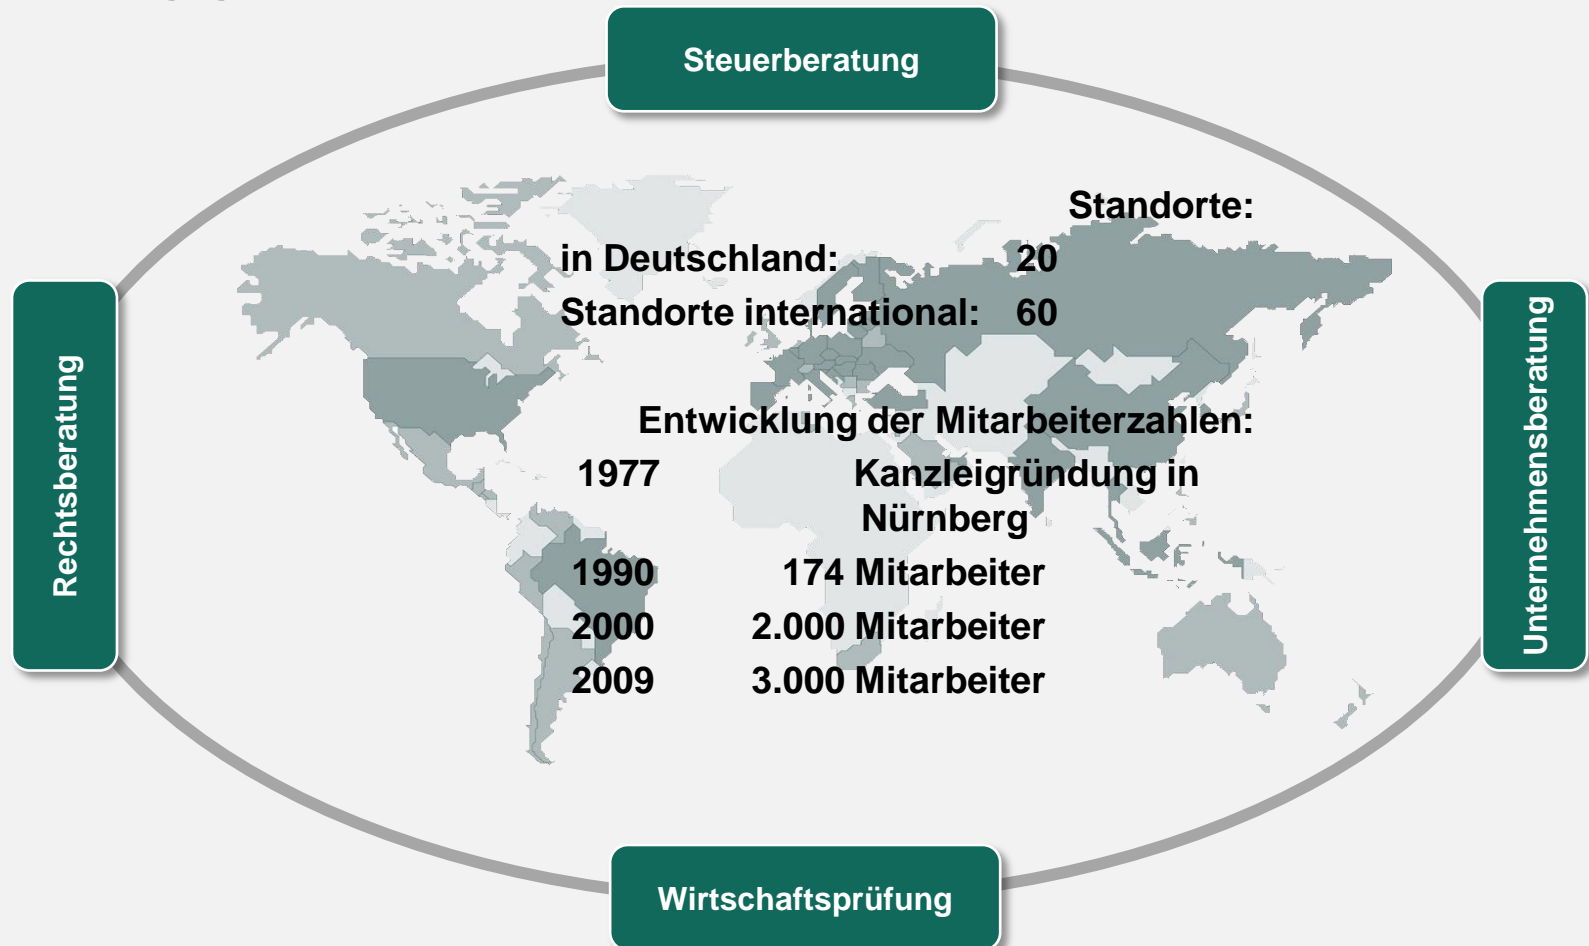 Steuerberatung
Standorte:
in Deutschland: 20
Standorte international: 60
Entwicklung der Mitarbeiterzahlen:
1977 Kanzleigründung in
Nürnberg
1990 174 Mitarbeiter
2000 2.000 Mitarbeiter
2009 3.000 Mitarbeiter
Rechtsberatung
Unternehmensberatung
Wirtschaftsprüfung